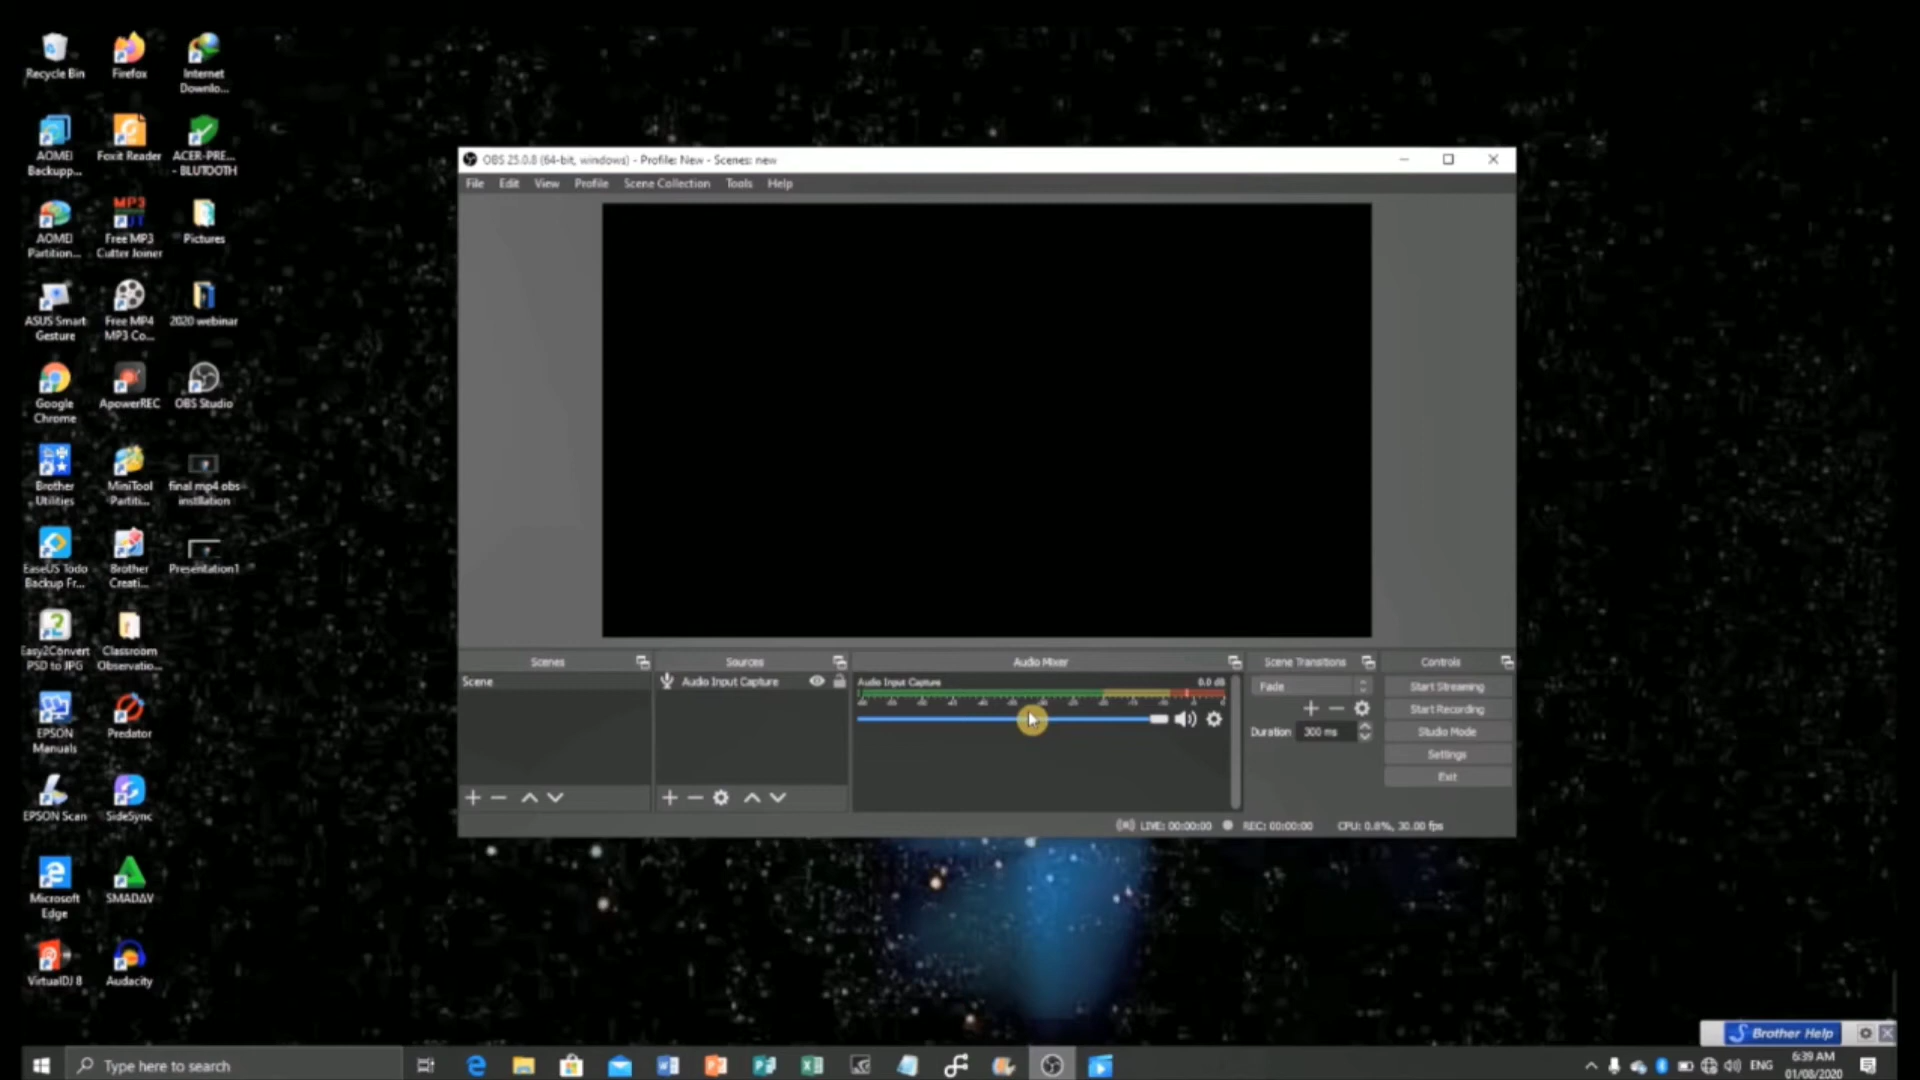 Recycle Bin
Firefox
Internet
Downlo...
AOMEI
Backupp...
Foxit Reader
ACER-PRE...
- BLUTOOTH
AOMEI
Partition...
MP3
Free MP3
Cutter Joiner
Pictures
ASUS Smart
Gesture
Free MP4
MP3 Co...
2020 webinar
Google
Chrome
ApowerREC
OBS Studio
Brother
Utilities
MiniTool
Partiti...
final mp4 obs
instllation
EaseUS Todo
Backup Fr...
Brother
Creati...
Presentation1
Easy2Convert
PSD to JPG
Classroom
Observatio...
EPSON
Manuals
Predator
EPSON Scan
SideSync
Microsoft
Edge
SMADAV
VirtualDJ 8
Audacity
OBS 25.0.8 (64-bit, windows) - Profile: New - Scenes: new
File Edit View Profile Scene Collection Tools Help
Scenes
Scene
Sources
Audio Input Capture
Audio Mixer
Audio Input Capture 0.0 dB
Scene Transitions
Fade
Duration 300 ms
Controls
Start Streaming
Start Recording
Studio Mode
Settings
Exit
LIVE: 00:00:00 REC: 00:00:00 CPU: 0.8%, 30.00 fps
Brother Help
Type here to search
ENG
6:39 AM
01/08/2020